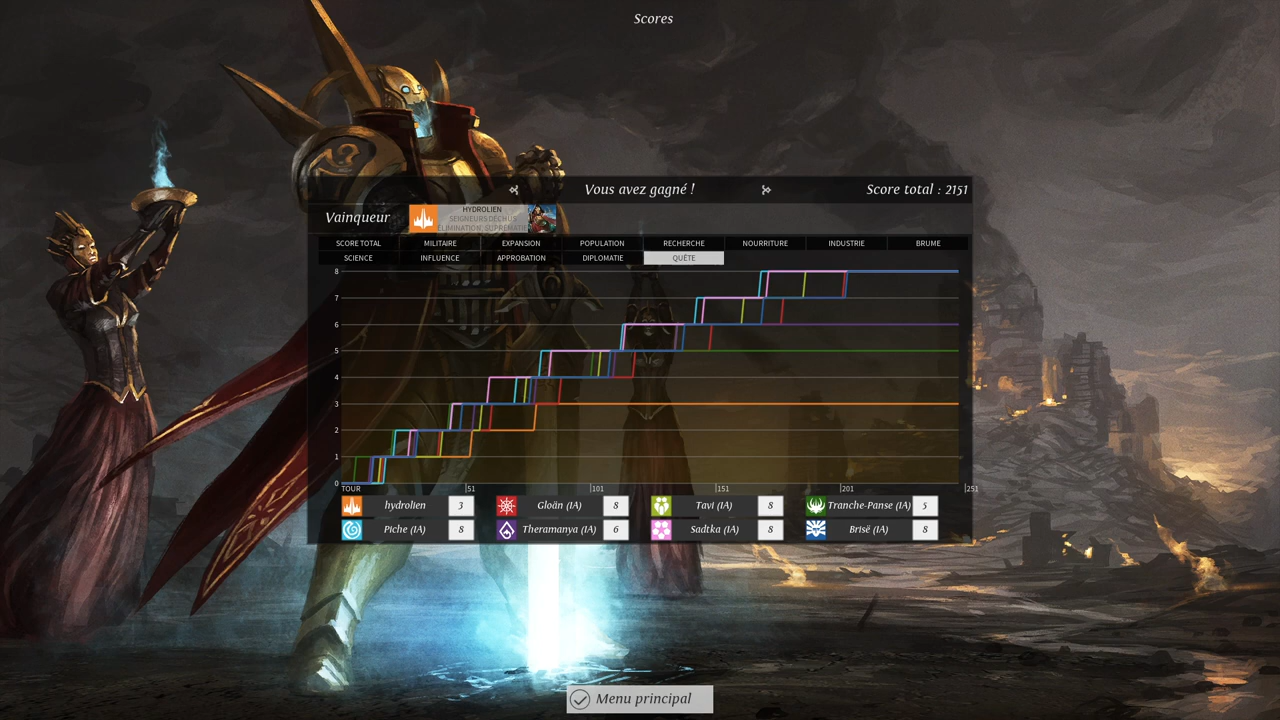 Scores
Vous avez gagné !
Score total : 2151
Vainqueur
HYDROLIEN
SEIGNEURS DÉCHUS
ÉLIMINATION, SUPRÉMATIE
SCORE TOTAL MILITAIRE EXPANSION POPULATION RECHERCHE NOURRITURE INDUSTRIE BRUME
SCIENCE INFLUENCE APPROBATION DIPLOMATIE QUÊTE
8
7
6
5
4
3
2
1
0
TOUR |51 |101 |151 |201 |251
hydrolien 3 Gloän (IA) 8 Tavi (IA) 8 Tranche-Panse (IA) 5
Piche (IA) 8 Theramanya (IA) 6 Sadtka (IA) 8 Brisë (IA) 8
Menu principal